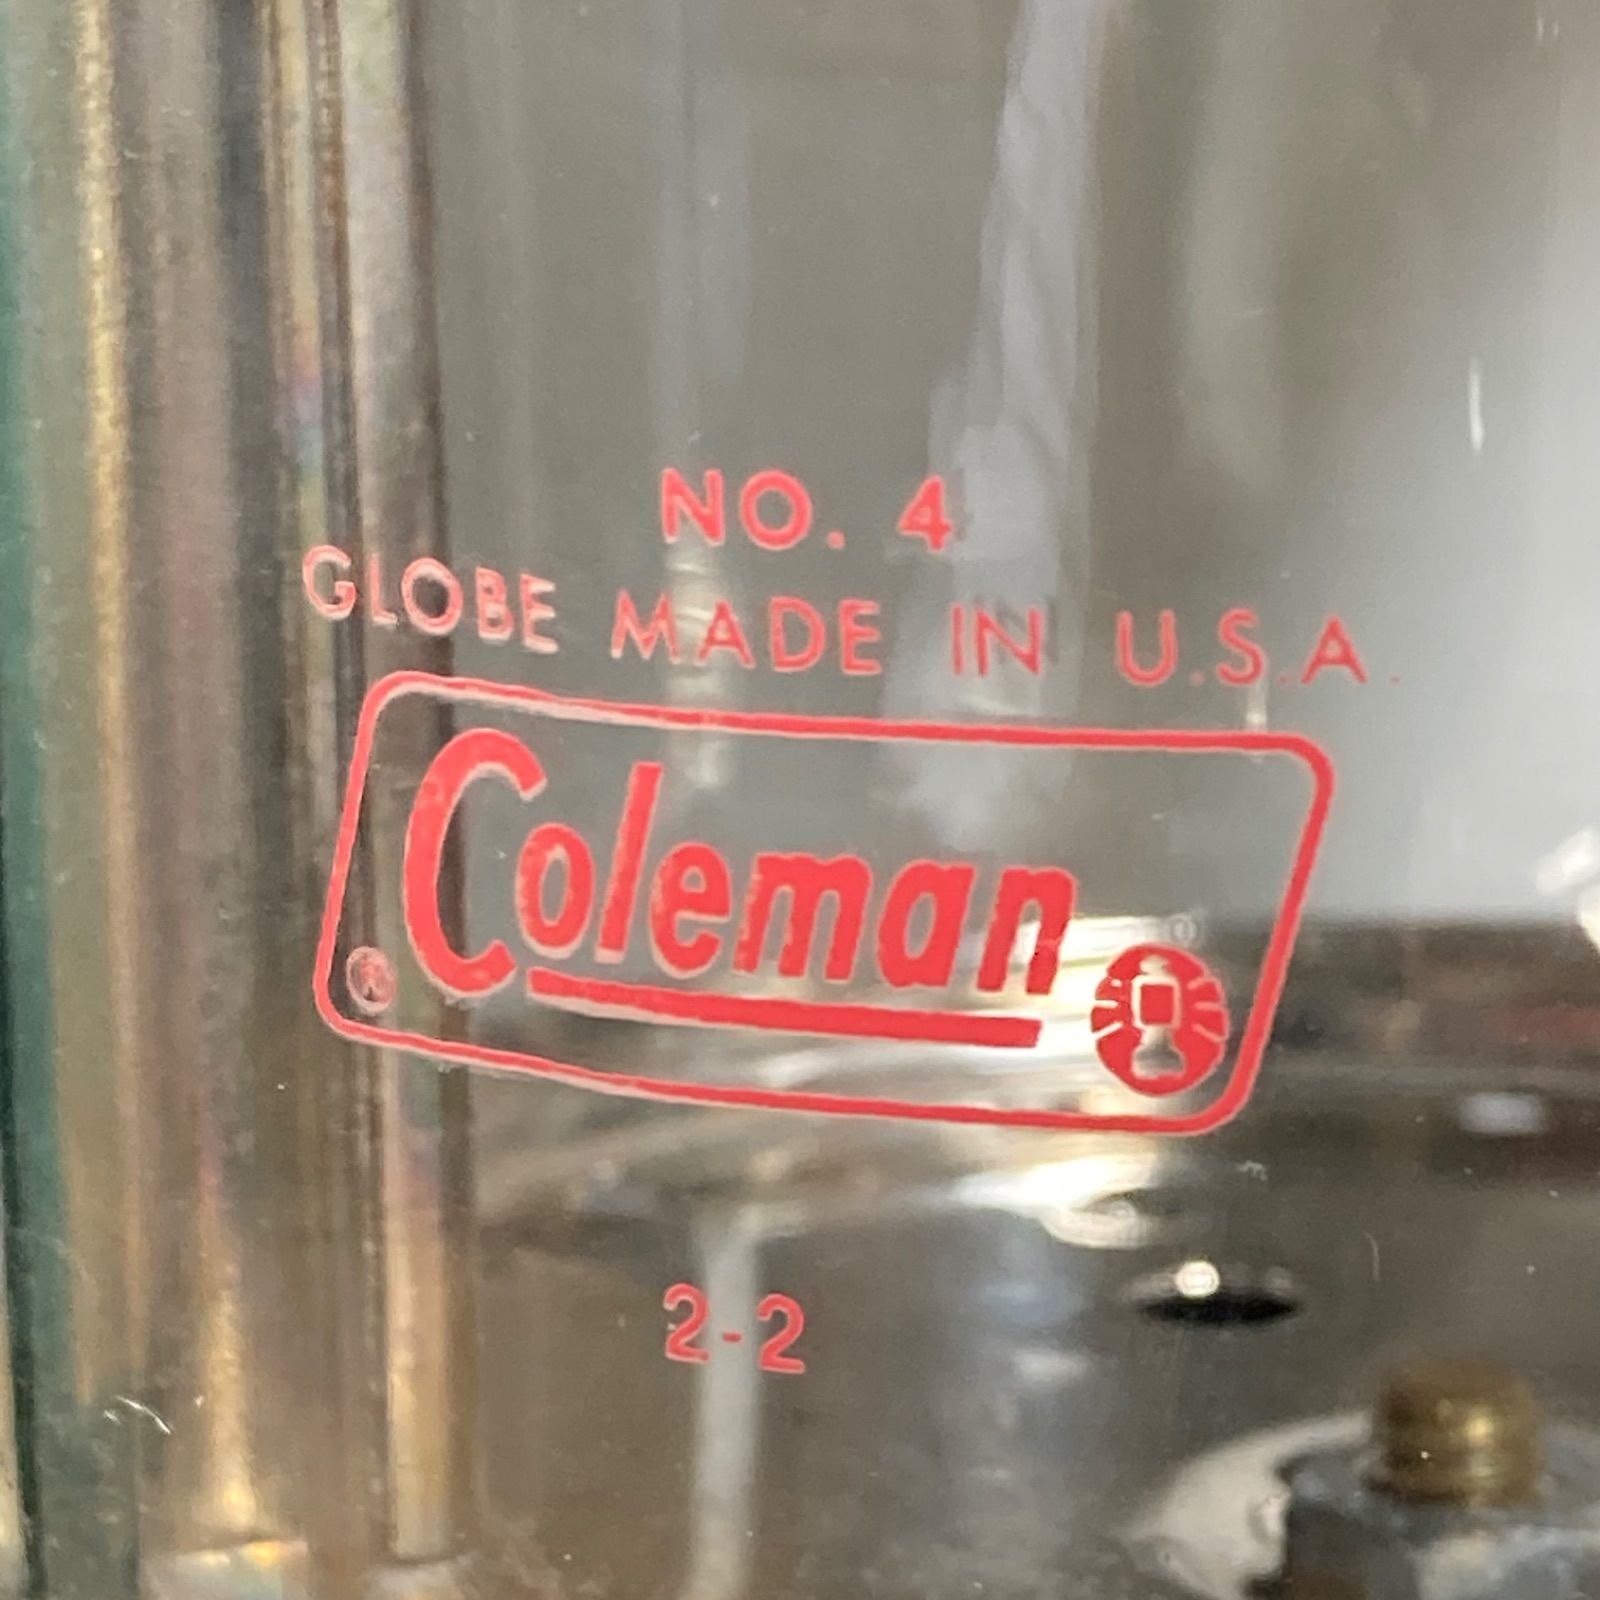 NO. 4
GLOBE MADE IN U.S.A.
Coleman
®
2-2